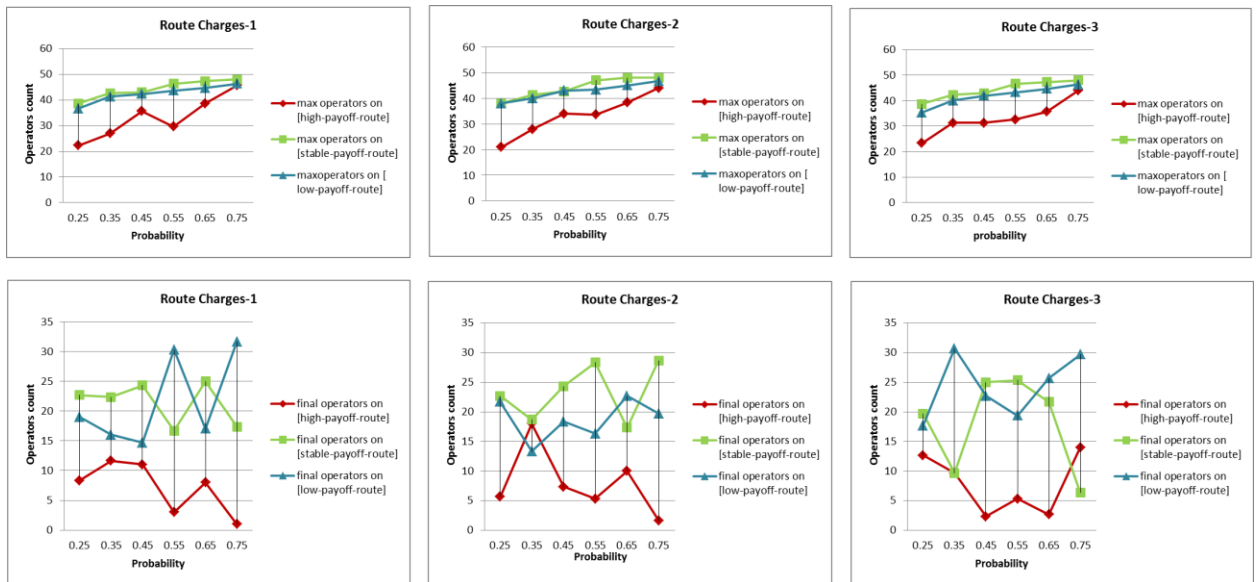 Route Charges-1
60
50
40
30
20
10
0
Operators count
0.25 0.35 0.45 0.55 0.65 0.75
Probability
max operators on
[high-payoff-route]
max operators on
[stable-payoff-route]
maxoperators on [
low-payoff-route]
Route Charges-2
60
50
40
30
20
10
0
Operators count
0.25 0.35 0.45 0.55 0.65 0.75
Probability
max operators on
[high-payoff-route]
max operators on
[stable-payoff-route]
maxoperators on [
low-payoff-route]
Route Charges-3
60
50
40
30
20
10
0
Operators count
0.25 0.35 0.45 0.55 0.65 0.75
probability
max operators on
[high-payoff-route]
max operators on
[stable-payoff-route]
maxoperators on [
low-payoff-route]
Route Charges-1
35
30
25
20
15
10
5
0
Operators count
0.25 0.35 0.45 0.55 0.65 0.75
Probability
final operators on
[high-payoff-route]
final operators on
[stable-payoff-route]
final operators on
[low-payoff-route]
Route Charges-2
35
30
25
20
15
10
5
0
Operators count
0.25 0.35 0.45 0.55 0.65 0.75
Probability
final operators on
[high-payoff-route]
final operators on
[stable-payoff-route]
final operators on
[low-payoff-route]
Route Charges-3
35
30
25
20
15
10
5
0
Operators count
0.25 0.35 0.45 0.55 0.65 0.75
Probability
final operators on
[high-payoff-route]
final operators on
[stable-payoff-route]
final operators on
[low-payoff-route]